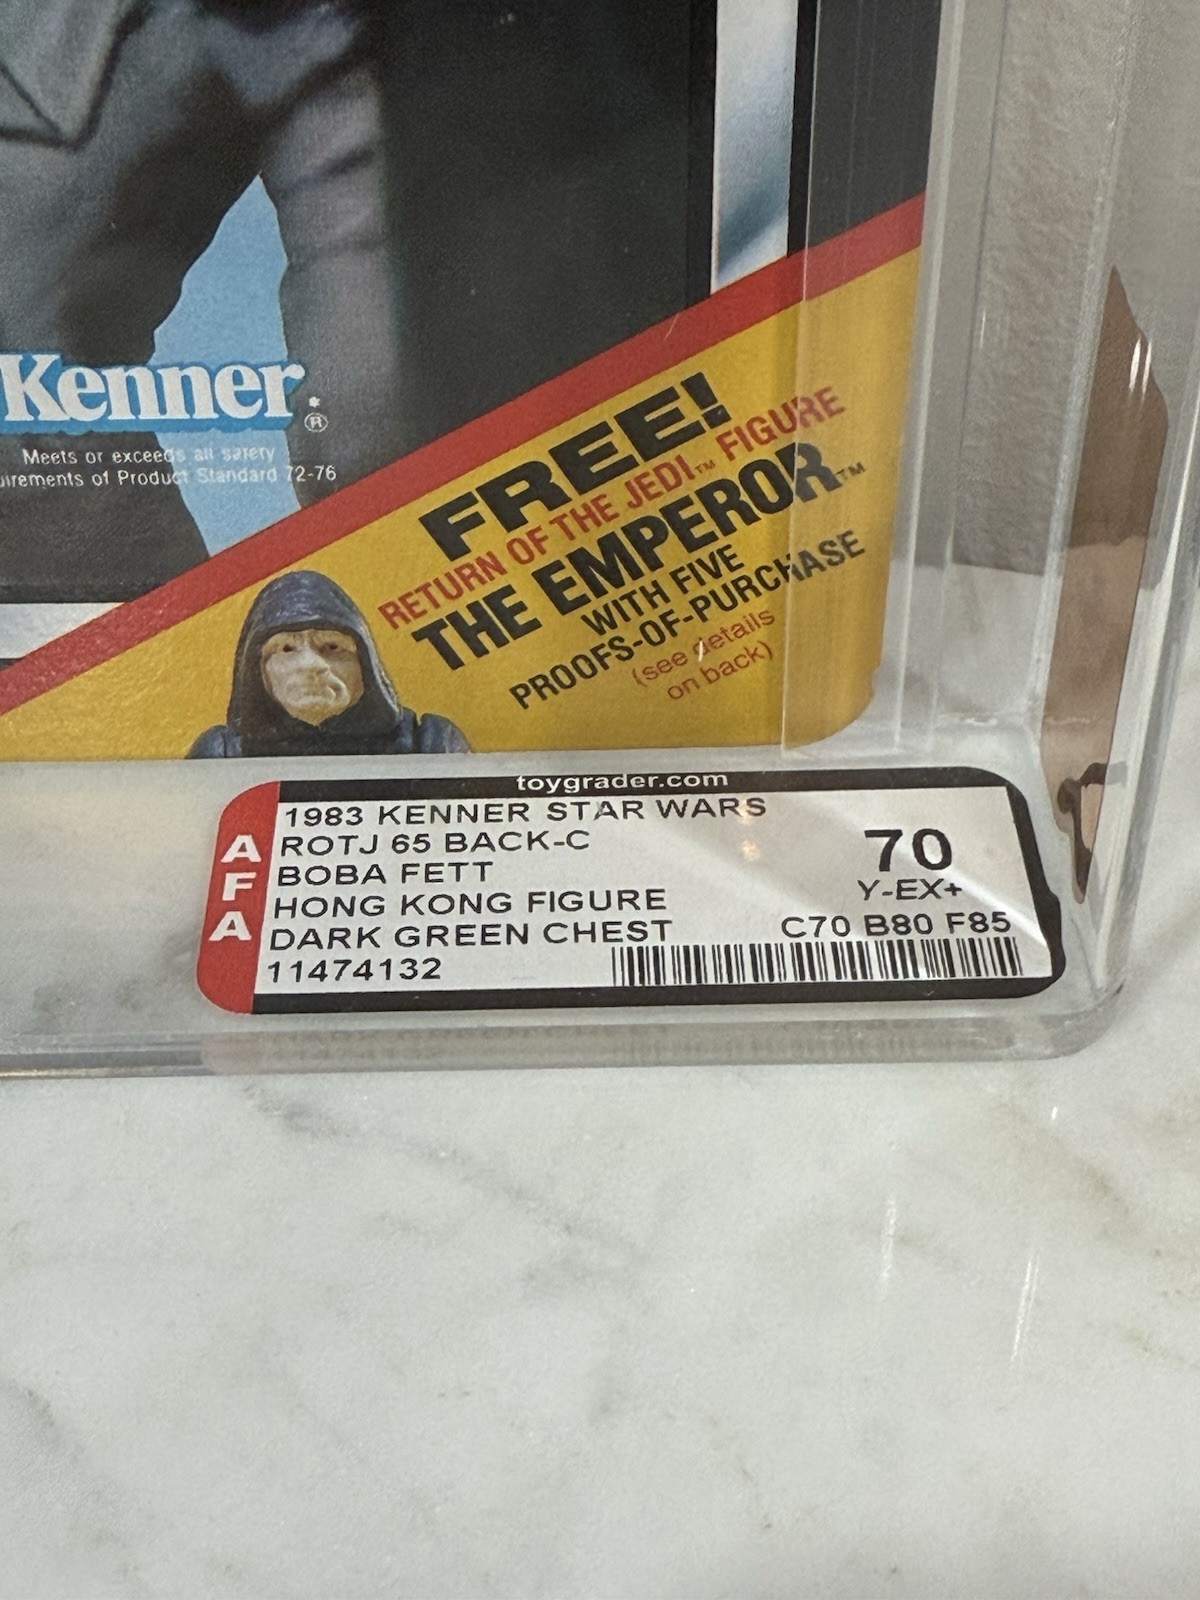 Kenner®
Meets or exceeds all safety
uirements of Product Standard 72-76
FREE!
RETURN OF THE JEDI™ FIGURE
THE EMPEROR™
WITH FIVE
PROOFS-OF-PURCHASE
(see details
on back)
toygrader.com
AFA
1983 KENNER STAR WARS
ROTJ 65 BACK-C
BOBA FETT
HONG KONG FIGURE
DARK GREEN CHEST
11474132
70
Y-EX+
C70 B80 F85